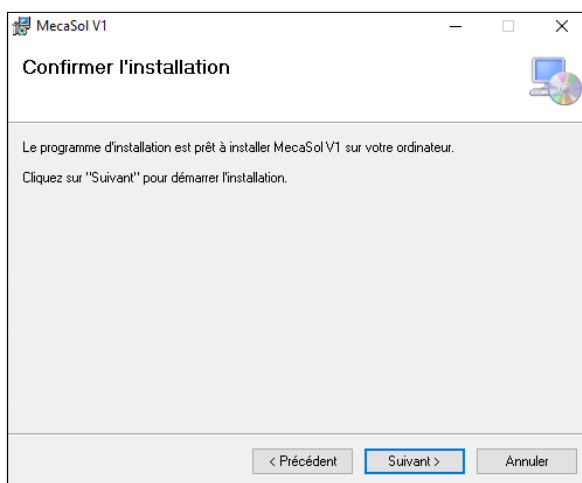 MecaSol V1
Confirmer l'installation
Le programme d'installation est prêt à installer MecaSol V1 sur votre ordinateur.
Cliquez sur "Suivant" pour démarrer l'installation.
< Précédent
Suivant >
Annuler